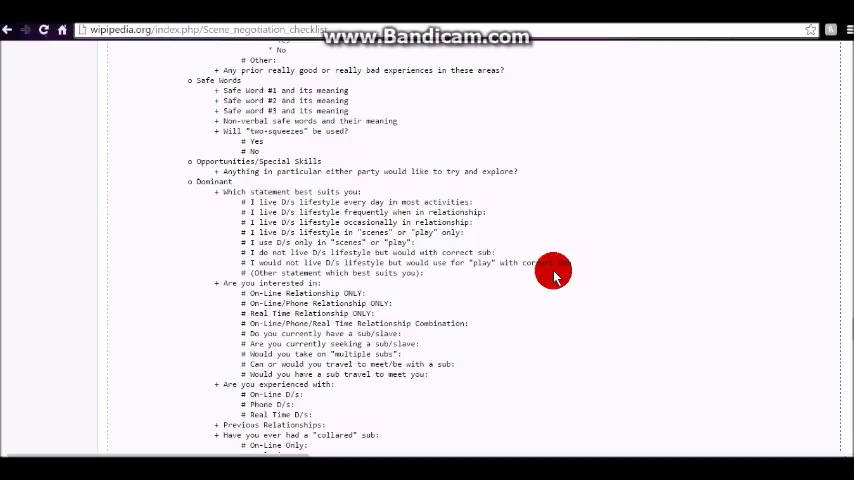 wipipedia.org/index.php/Scene_negotiation_checklist
www.Bandicam.com
* No
# Other:
+ Any prior really good or really bad experiences in these areas?
o Safe Words
+ Safe Word #1 and its meaning
+ Safe word #2 and its meaning
+ Safe word #3 and its meaning
+ Non-verbal safe words and their meaning
+ Will "two-squeezes" be used?
# Yes
# No
o Opportunities/Special Skills
+ Anything in particular either party would like to try and explore?
o Dominant
+ Which statement best suits you:
# I live D/s lifestyle every day in most activities:
# I live D/s lifestyle frequently when in relationship:
# I live D/s lifestyle occasionally in relationship:
# I live D/s lifestyle in "scenes" or "play" only:
# I use D/s only in "scenes" or "play":
# I do not live D/s lifestyle but would with correct sub:
# I would not live D/s lifestyle but would use for "play" with
# (Other statement which best suits you):
+ Are you interested in:
# On-Line Relationship ONLY:
# On-Line/Phone Relationship ONLY:
# Real Time Relationship ONLY:
# On-Line/Phone/Real Time Relationship Combination:
# Do you currently have a sub/slave:
# Are you currently seeking a sub/slave:
# Would you take on "multiple subs":
# Can or would you travel to meet/be with a sub:
# Would you have a sub travel to meet you:
+ Are you experienced with:
# On-Line D/s:
# Phone D/s:
# Real Time D/s:
+ Previous Relationships:
+ Have you ever had a "collared" sub:
# On-Line Only: